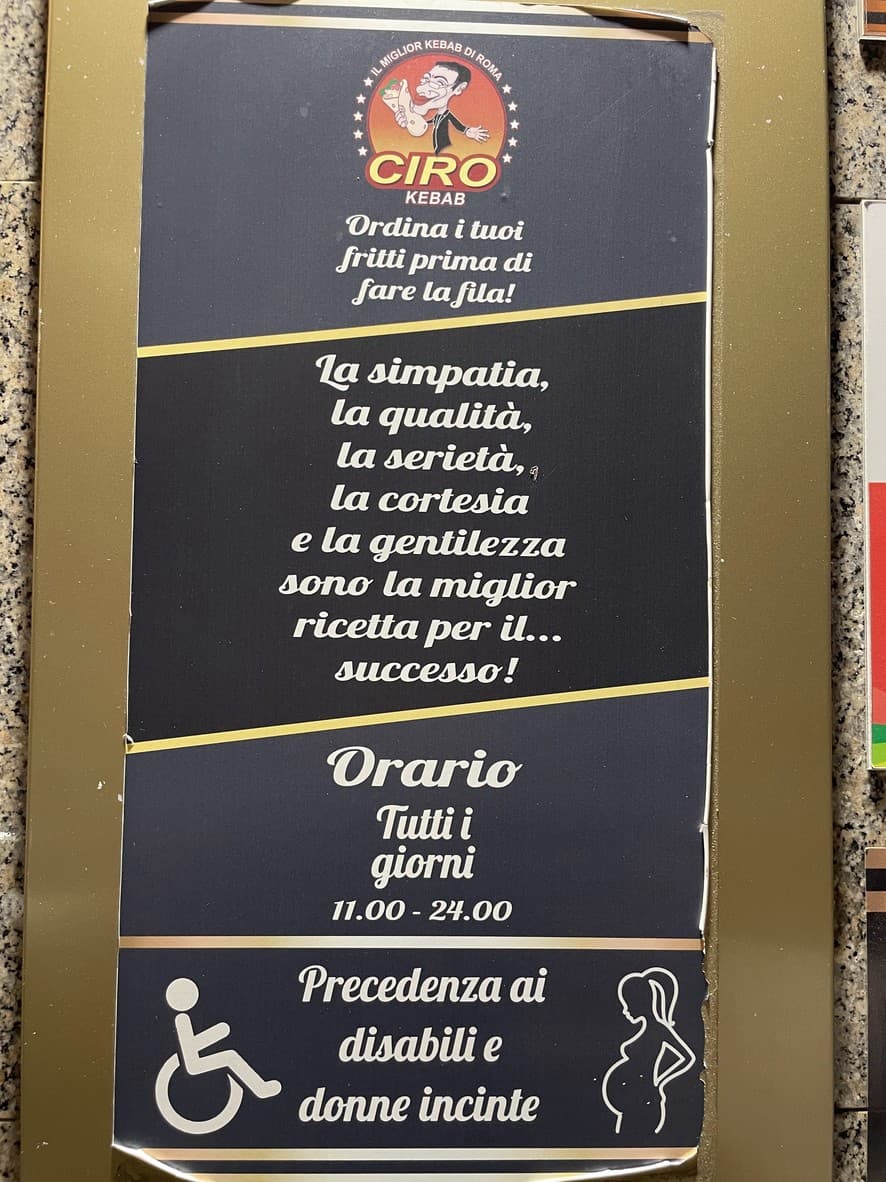 IL MIGLIOR KEBAB DI ROMA
CIRO
KEBAB
Ordina i tuoi
fritti prima di
fare la fila!
La simpatia,
la qualità,
la serietà,
la cortesia
e la gentilezza
sono la miglior
ricetta per il...
successo!
Orario
Tutti i
giorni
11.00 - 24.00
Precedenza ai
disabili e
donne incinte